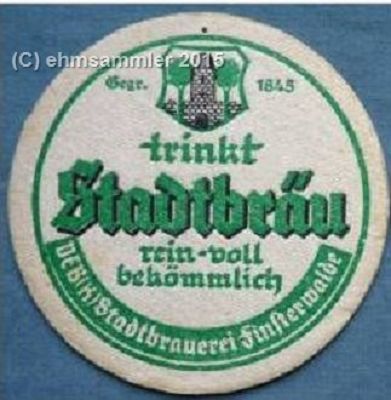 (C) ehmsammler 2015
Gegr. 1845
trinkt
Stadtbräu
rein-voll
bekömmlich
VEB(K) Stadtbrauerei Finsterwalde